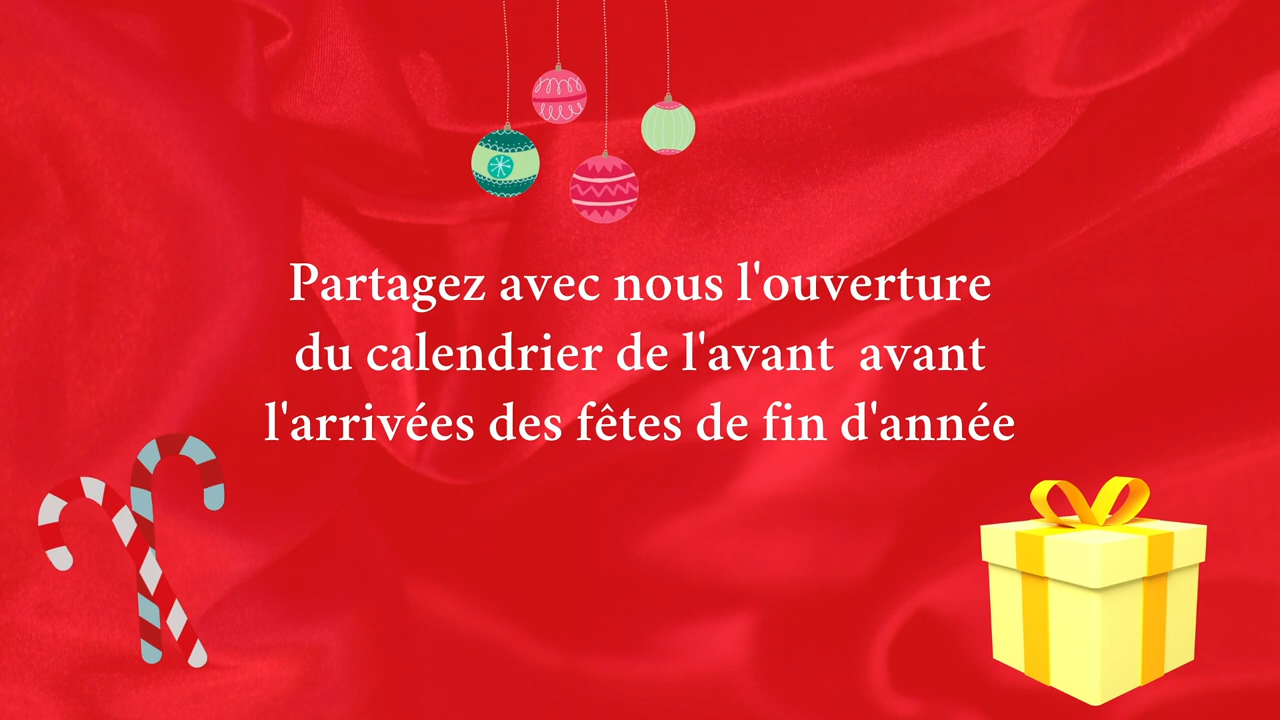 Partagez avec nous l'ouverture
du calendrier de l'avant  avant
l'arrivées des fêtes de fin d'année